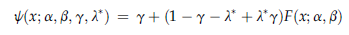 ψ(x; α, β, γ, λ*) = γ + (1 − γ − λ* + λ*γ)F(x; α, β)